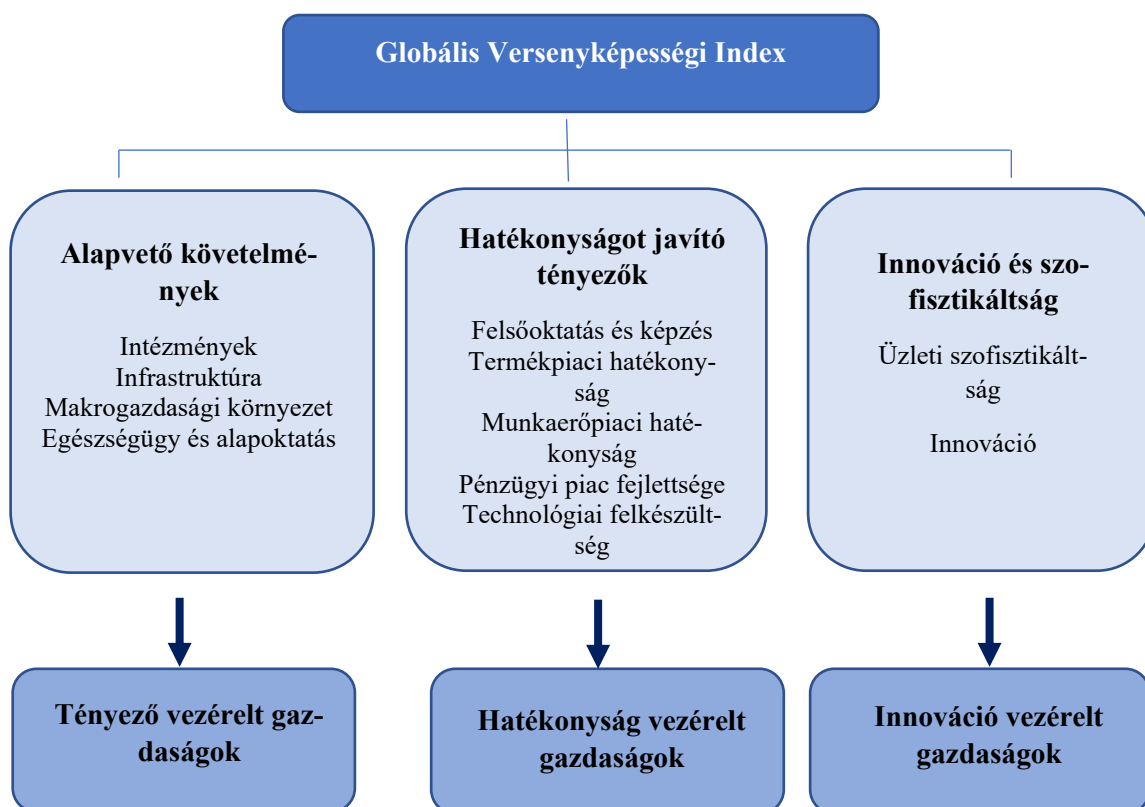 Globális Versenyképességi Index
Alapvető követelmé-
nyek
Intézmények
Infrastruktúra
Makrogazdasági környezet
Egészségügy és alapoktatás
Hatékonyságot javító
tényezők
Felsőoktatás és képzés
Termékpiaci hatékony-
ság
Munkaerőpiaci haté-
konyság
Pénzügyi piac fejlettsége
Technológiai felkészült-
ség
Innováció és szo-
fisztikáltság
Üzleti szofisztikált-
ság
Innováció
Tényező vezérelt gaz-
daságok
Hatékonyság vezérelt
gazdaságok
Innováció vezérelt
gazdaságok